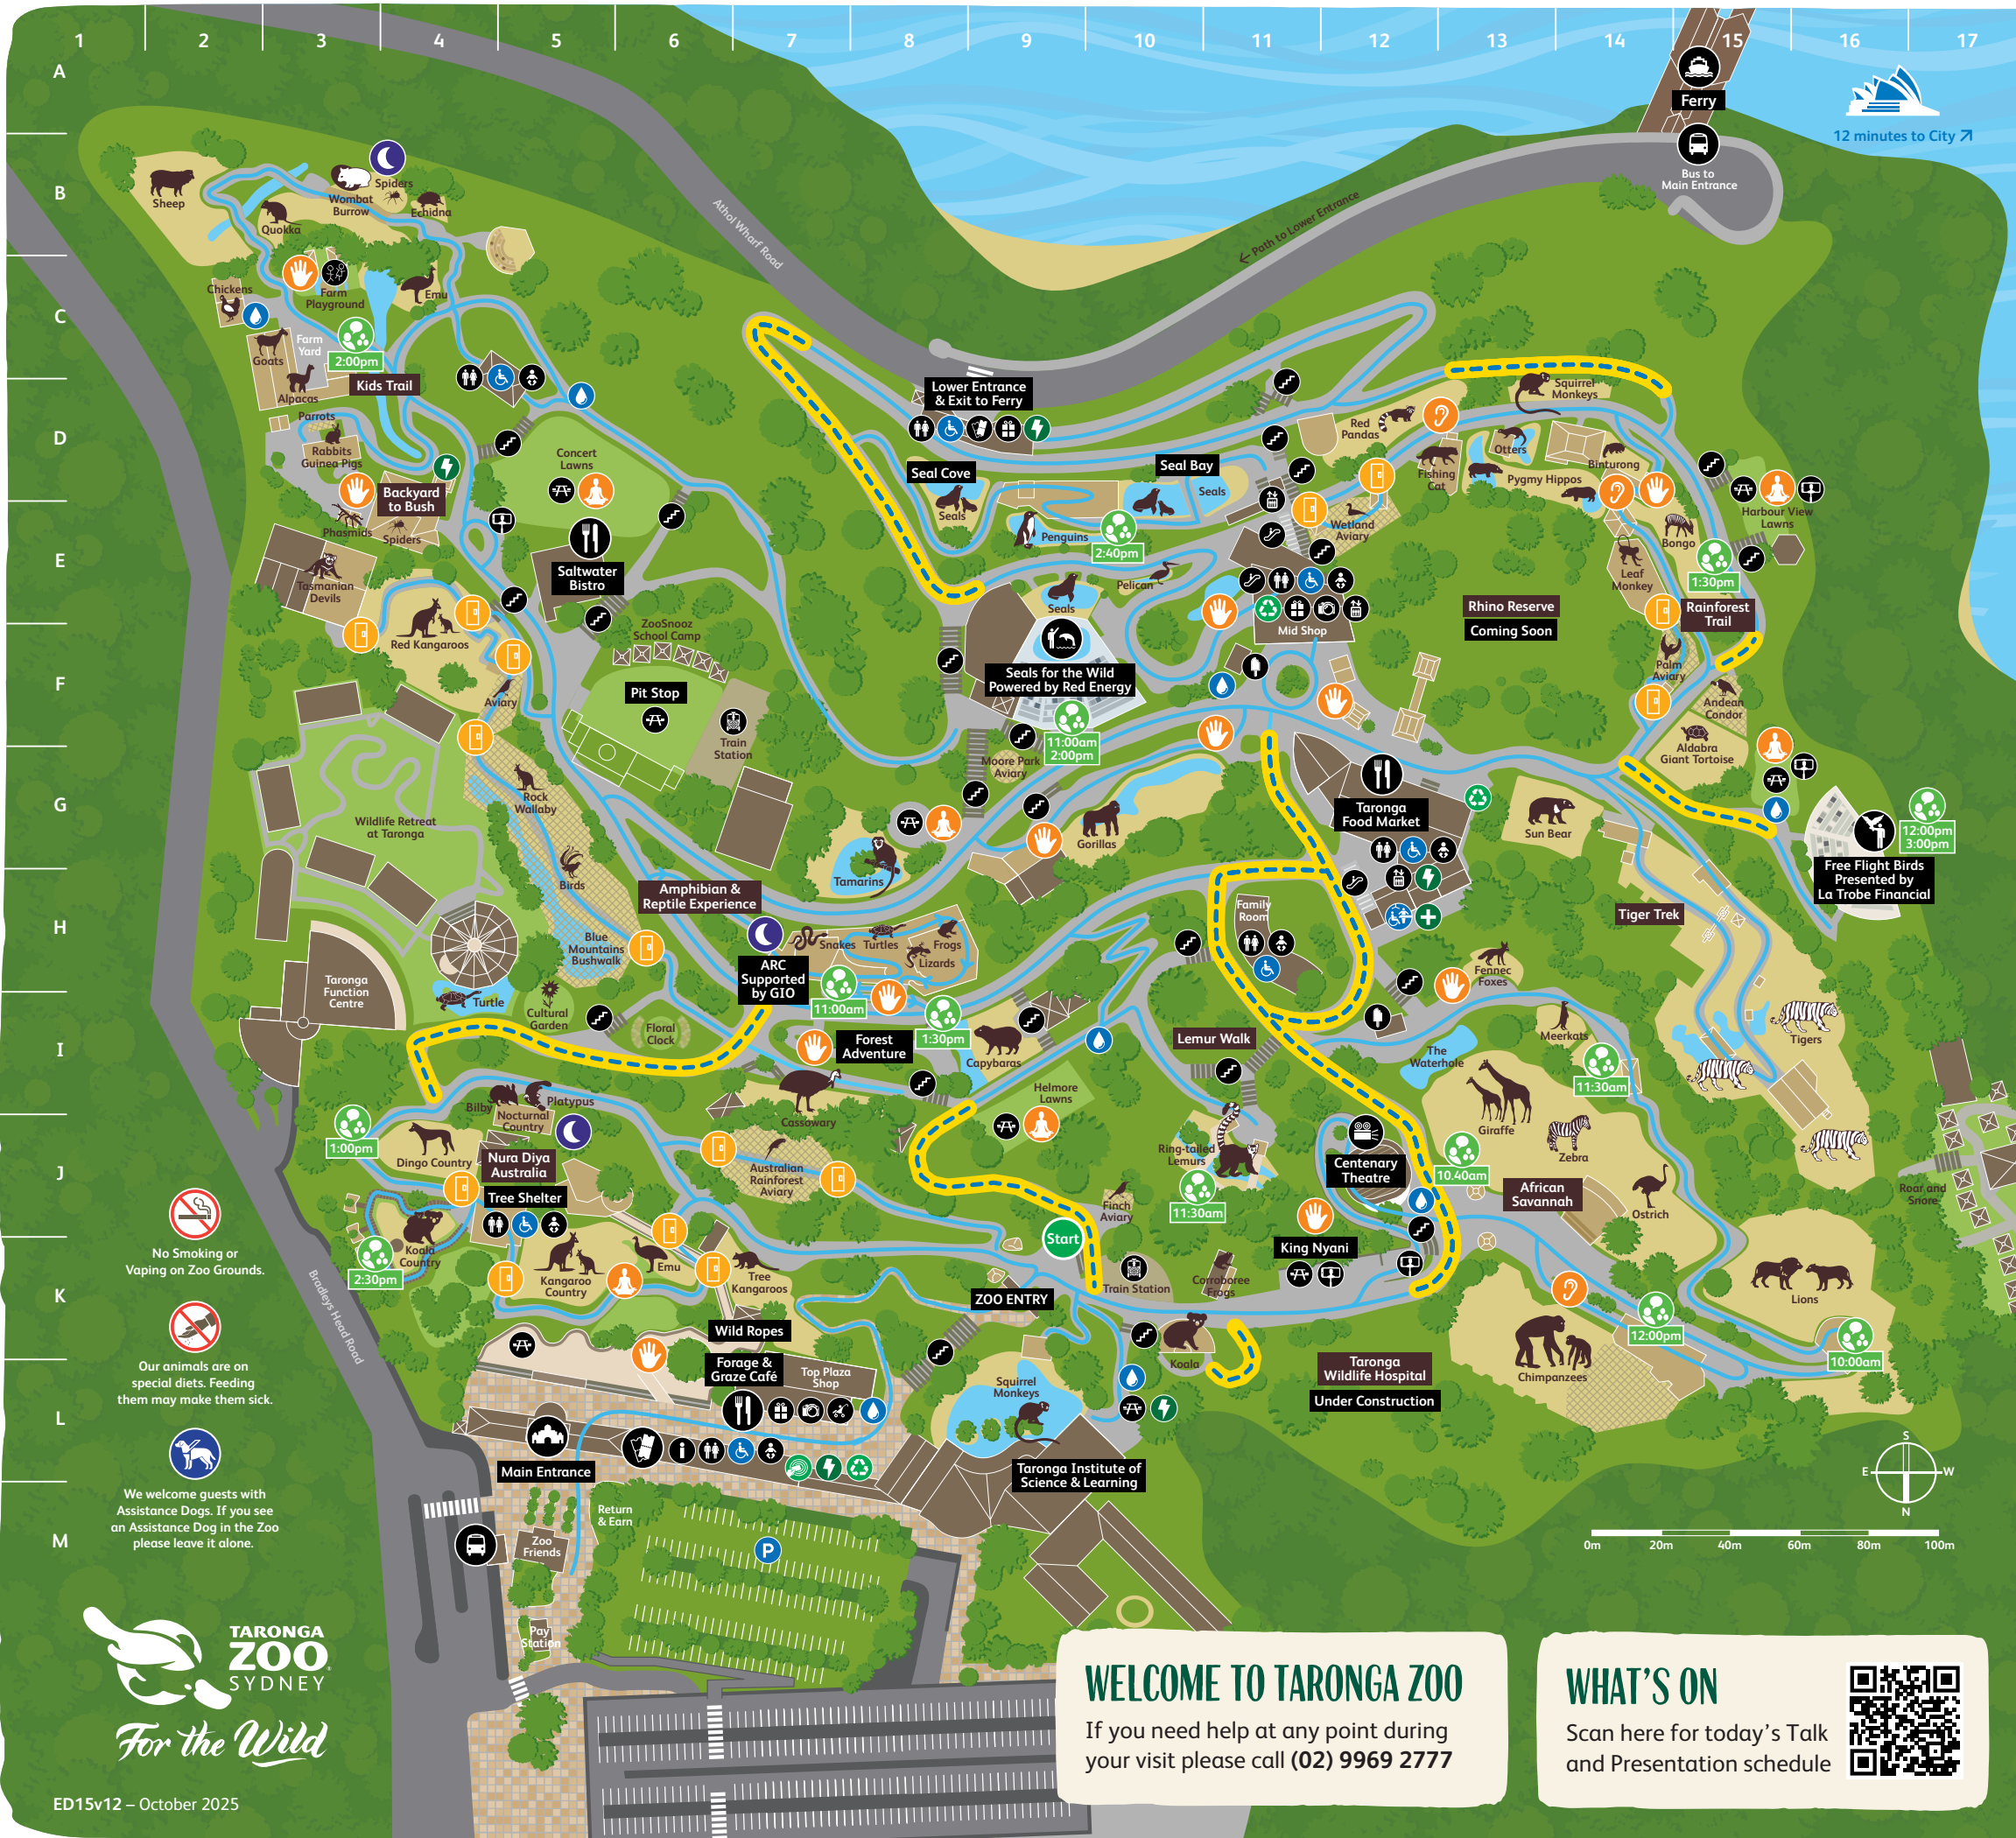 1 2 3 4 5 6 7 8 9 10 11 12 13 14 15 16 17
A
B
C
D
E
F
G
H
I
J
K
L
M
Ferry
12 minutes to City
Bus to
Main Entrance
Path to Lower Entrance
Athol Wharf Road
Sheep
Wombat
Burrow
Spiders
Echidna
Quokka
Chickens
Farm
Playground
Emu
Farm
Yard
2:00pm
Goats
Alpacas
Kids Trail
Parrots
Rabbits
Guinea Pigs
Backyard
to Bush
Phasmids
Spiders
Tasmanian
Devils
Red Kangaroos
Aviary
Concert
Lawns
Saltwater
Bistro
ZooSnooz
School Camp
Pit Stop
Train
Station
Lower Entrance
& Exit to Ferry
Seal Cove
Seals
Seal Bay
Seals
Penguins
2:40pm
Pelican
Seals
Seals for the Wild
Powered by Red Energy
11:00am
2:00pm
Moore Park
Aviary
Red
Pandas
Wetland
Aviary
Mid Shop
Fishing
Cat
Otters
Squirrel
Monkeys
Binturong
Pygmy Hippos
Bongo
Leaf
Monkey
Harbour View
Lawns
1:30pm
Rainforest
Trail
Rhino Reserve
Coming Soon
Palm
Aviary
Andean
Condor
Aldabra
Giant Tortoise
12:00pm
3:00pm
Free Flight Birds
Presented by
La Trobe Financial
Rock
Wallaby
Wildlife Retreat
at Taronga
Birds
Blue
Mountains
Bushwalk
Taronga
Function
Centre
Turtle
Cultural
Garden
Floral
Clock
Amphibian &
Reptile Experience
ARC
Supported
by GIO
Snakes
Turtles
Frogs
Lizards
11:00am
1:30pm
Forest
Adventure
Capybaras
Tamarins
Gorillas
Taronga
Food Market
Family
Room
Sun Bear
Tiger Trek
Fennec
Foxes
Meerkats
The
Waterhole
11:30am
Tigers
Giraffe
Zebra
10.40am
African
Savannah
Ostrich
Roar and
Snore
Lions
10:00am
12:00pm
Chimpanzees
Lemur Walk
Ring-tailed
Lemurs
11:30am
Centenary
Theatre
King Nyani
Helmore
Lawns
Finch
Aviary
Start
Train Station
Corroboree
Frogs
Koala
ZOO ENTRY
Taronga
Wildlife Hospital
Under Construction
Squirrel
Monkeys
Taronga Institute of
Science & Learning
Bilby
Platypus
Nocturnal
Country
1:00pm
Dingo Country
Nura Diya
Australia
Tree Shelter
Koala
Country
2:30pm
Kangaroo
Country
Emu
Tree
Kangaroos
Cassowary
Australian
Rainforest
Aviary
Wild Ropes
Forage &
Graze Café
Top Plaza
Shop
Main Entrance
Return
& Earn
Zoo
Friends
Pay
Station
P
Bradleys Head Road
No Smoking or
Vaping on Zoo Grounds.
Our animals are on
special diets. Feeding
them may make them sick.
We welcome guests with
Assistance Dogs. If you see
an Assistance Dog in the Zoo
please leave it alone.
S
E W
N
0m 20m 40m 60m 80m 100m
TARONGA
ZOO
SYDNEY
For the Wild
ED15v12 – October 2025
WELCOME TO TARONGA ZOO
If you need help at any point during
your visit please call (02) 9969 2777
WHAT'S ON
Scan here for today's Talk
and Presentation schedule